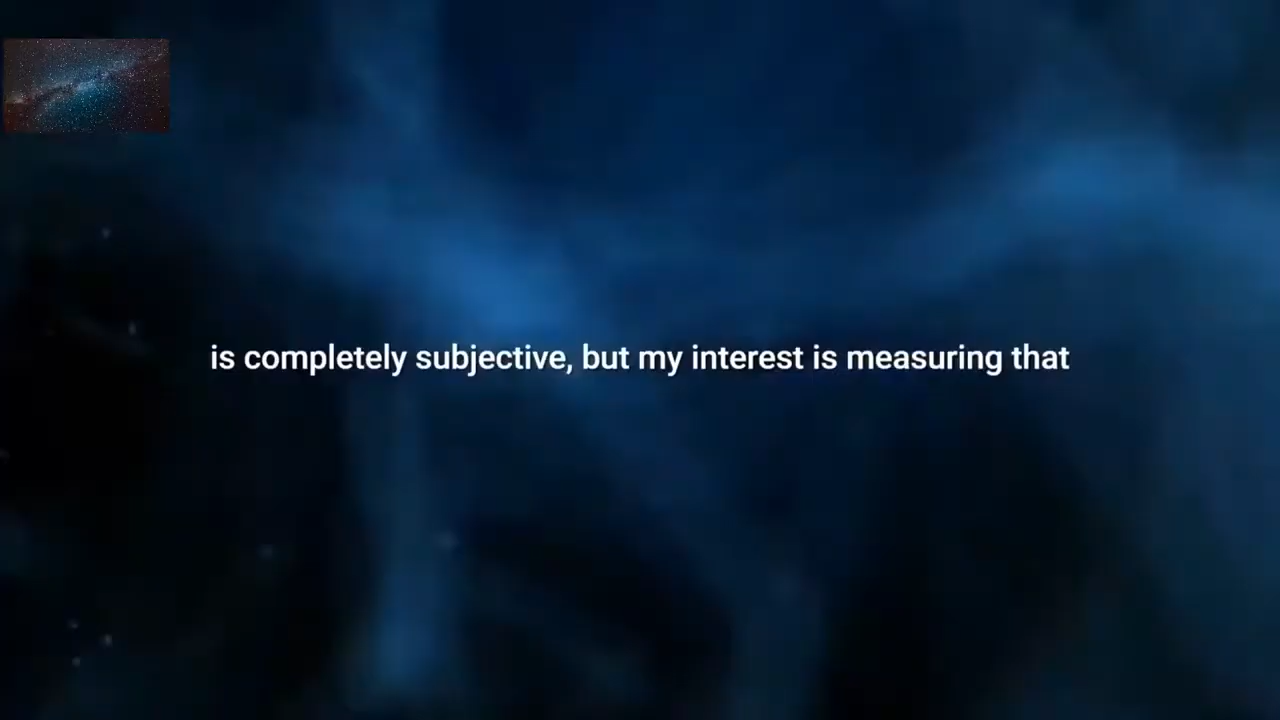 is completely subjective, but my interest is measuring that